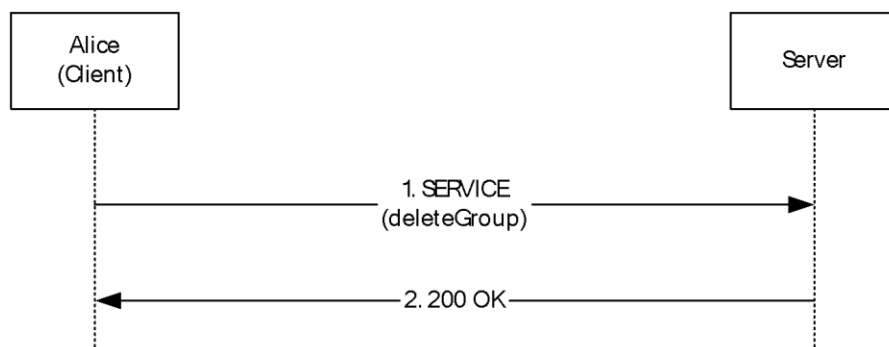 Alice
(Client)
Server
1. SERVICE
(deleteGroup)
2. 200 OK